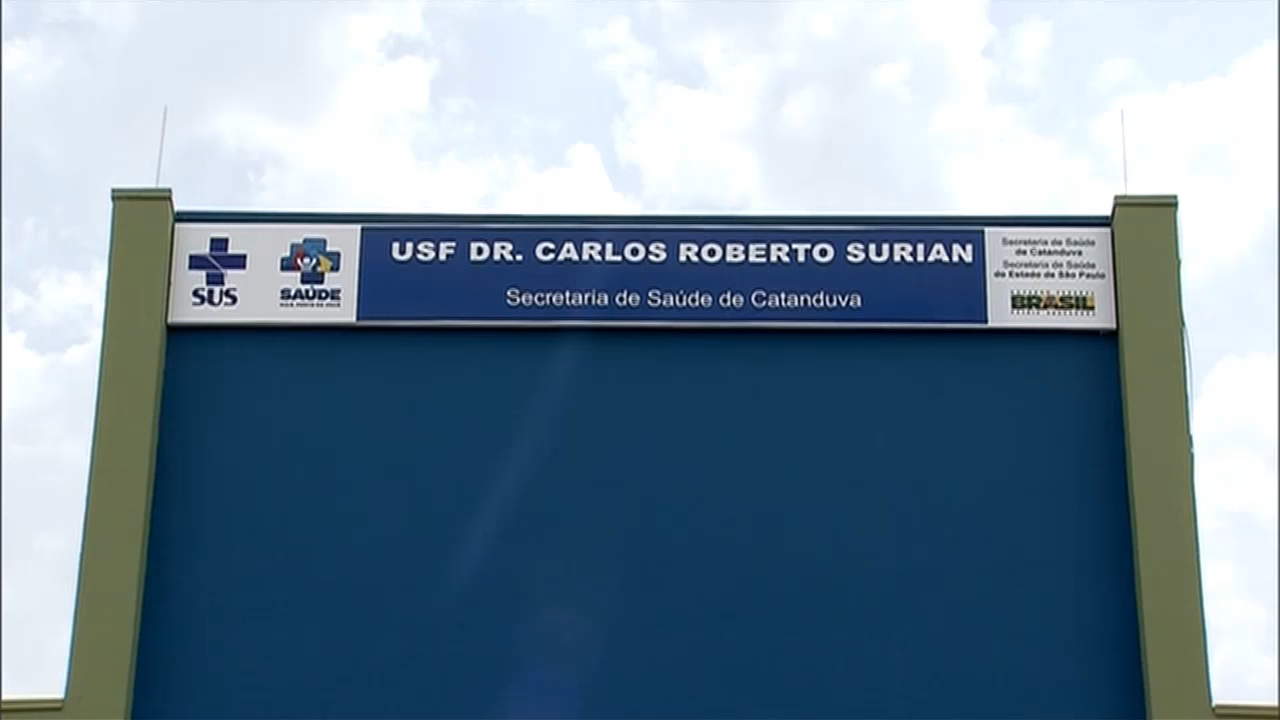 SUS
SAÚDE
USF DR. CARLOS ROBERTO SURIAN
Secretaria de Saúde de Catanduva
Secretaria de Saúde
de Catanduva
Secretaria de Saúde
do Estado de São Paulo
BRASIL